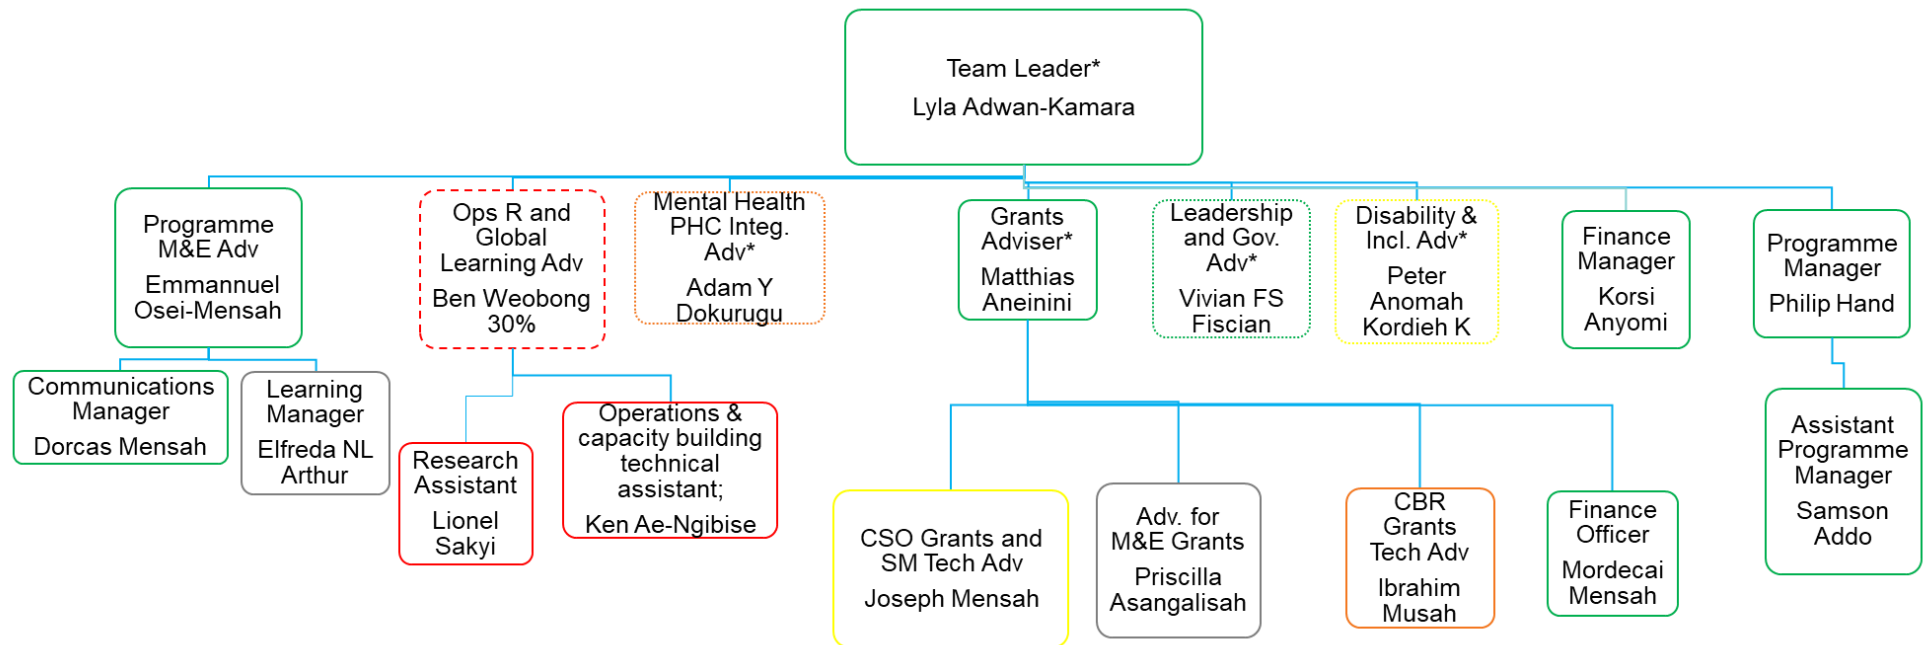 Team Leader*
Lyla Adwan-Kamara
Programme
M&E Adv
Emmannuel
Osei-Mensah
Ops R and
Global
Learning Adv
Ben Weobong
30%
Mental Health
PHC Integ.
Adv*
Adam Y
Dokurugu
Grants
Adviser*
Matthias
Aneinini
Leadership
and Gov.
Adv*
Vivian FS
Fiscian
Disability &
Incl. Adv*
Peter
Anomah
Kordieh K
Finance
Manager
Korsi
Anyomi
Programme
Manager
Philip Hand
Communications
Manager
Dorcas Mensah
Learning
Manager
Elfreda NL
Arthur
Research
Assistant
Lionel
Sakyi
Operations &
capacity building
technical
assistant;
Ken Ae-Ngibise
CSO Grants and
SM Tech Adv
Joseph Mensah
Adv. for
M&E Grants
Priscilla
Asangalisah
CBR
Grants
Tech Adv
Ibrahim
Musah
Finance
Officer
Mordecai
Mensah
Assistant
Programme
Manager
Samson
Addo